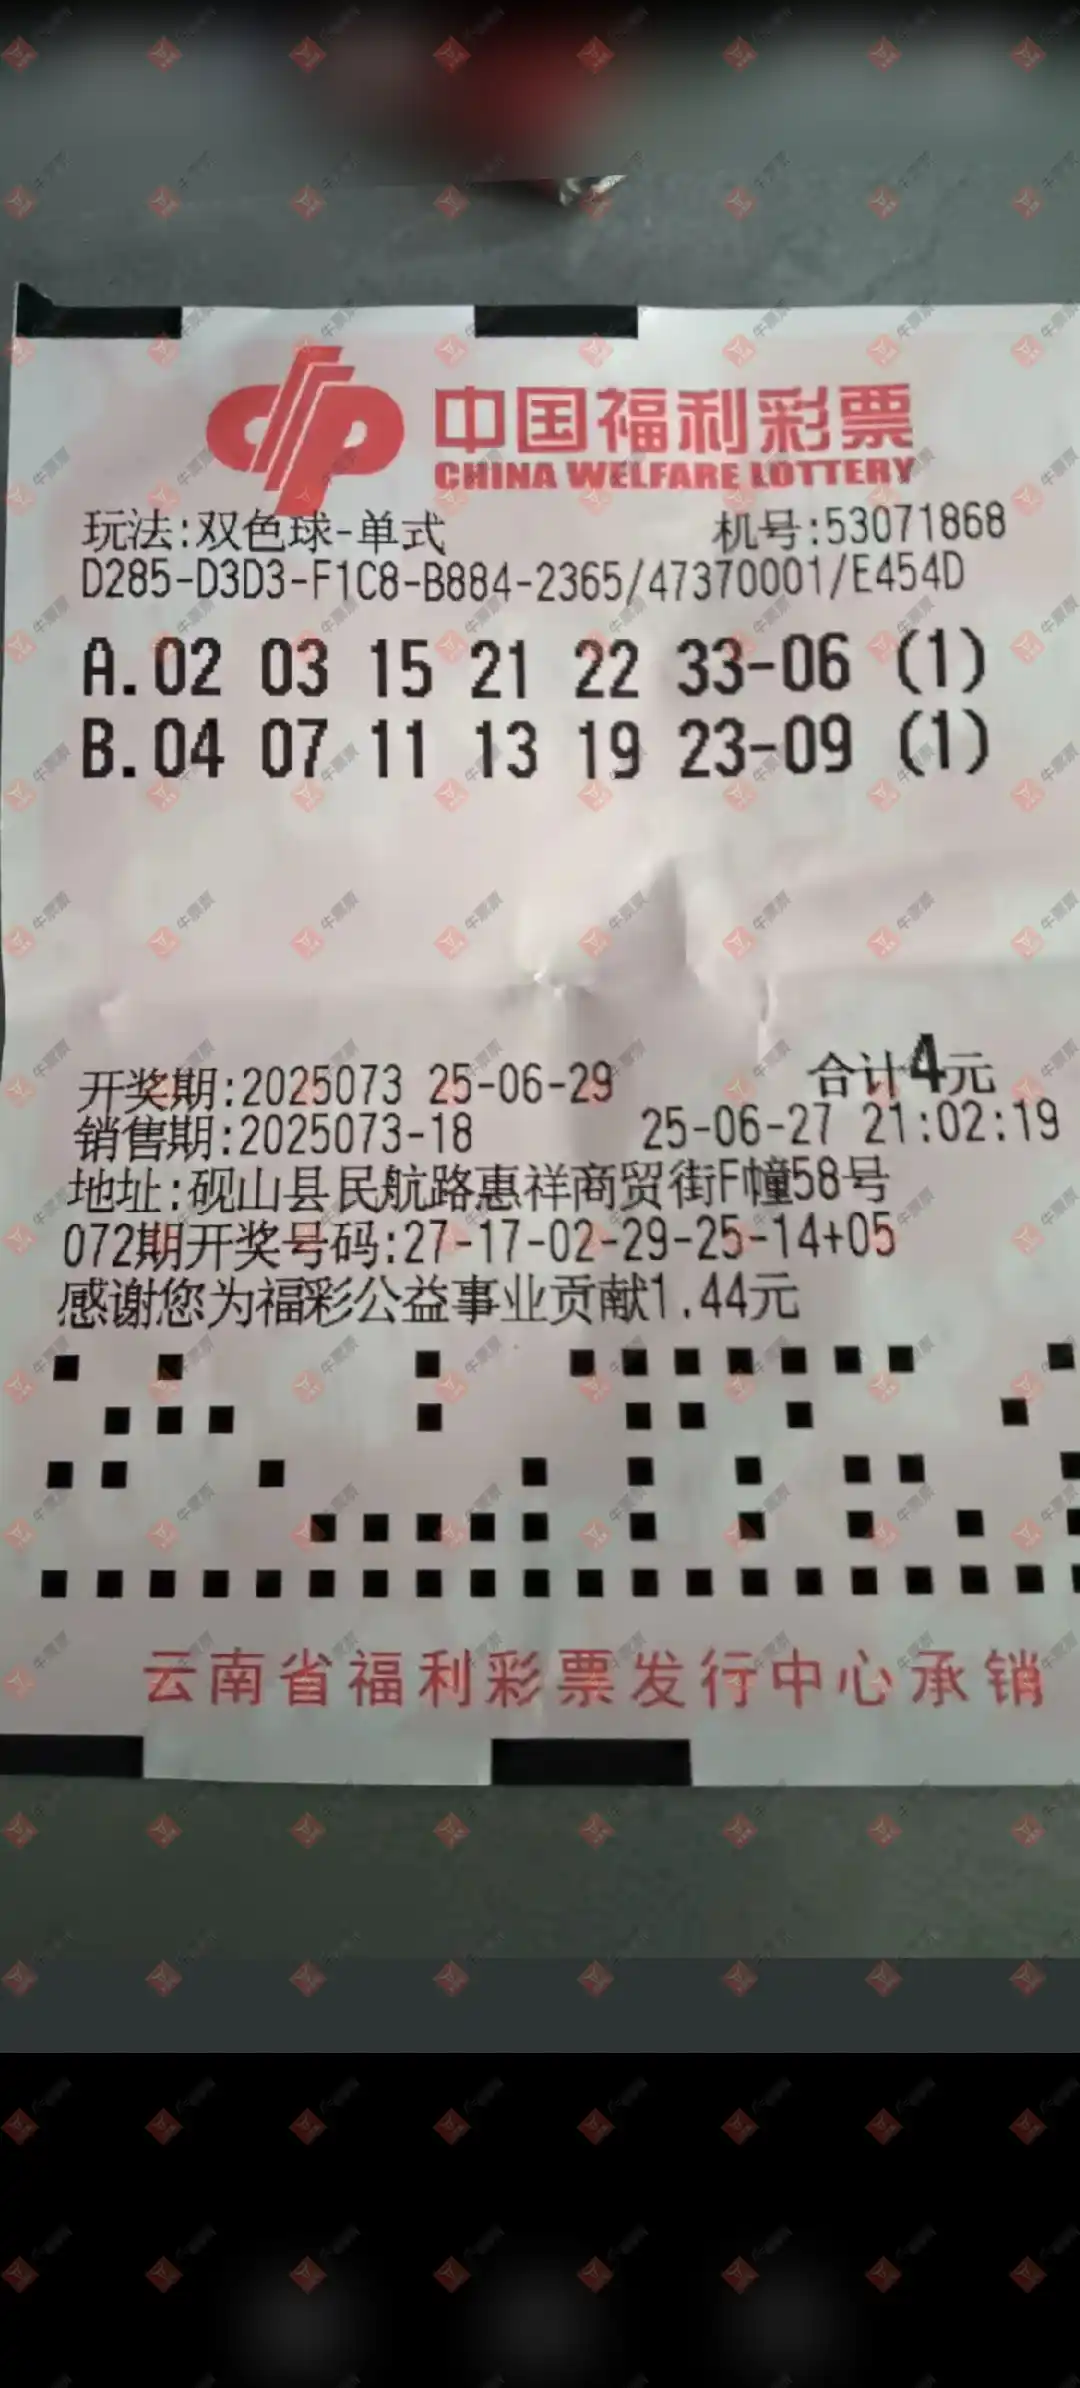 中国福利彩票
CHINA WELFARE LOTTERY
玩法:双色球-单式 机号:53071868
D285-D3D3-F1C8-B884-2365/47370001/E454D
A.02 03 15 21 22 33-06 (1)
B.04 07 11 13 19 23-09 (1)
开奖期:2025073 25-06-29 合计4元
销售期:2025073-18 25-06-27 21:02:19
地址:砚山县民航路惠祥商贸街F幢58号
072期开奖号码:27-17-02-29-25-14+05
感谢您为福彩公益事业贡献1.44元
云南省福利彩票发行中心承销